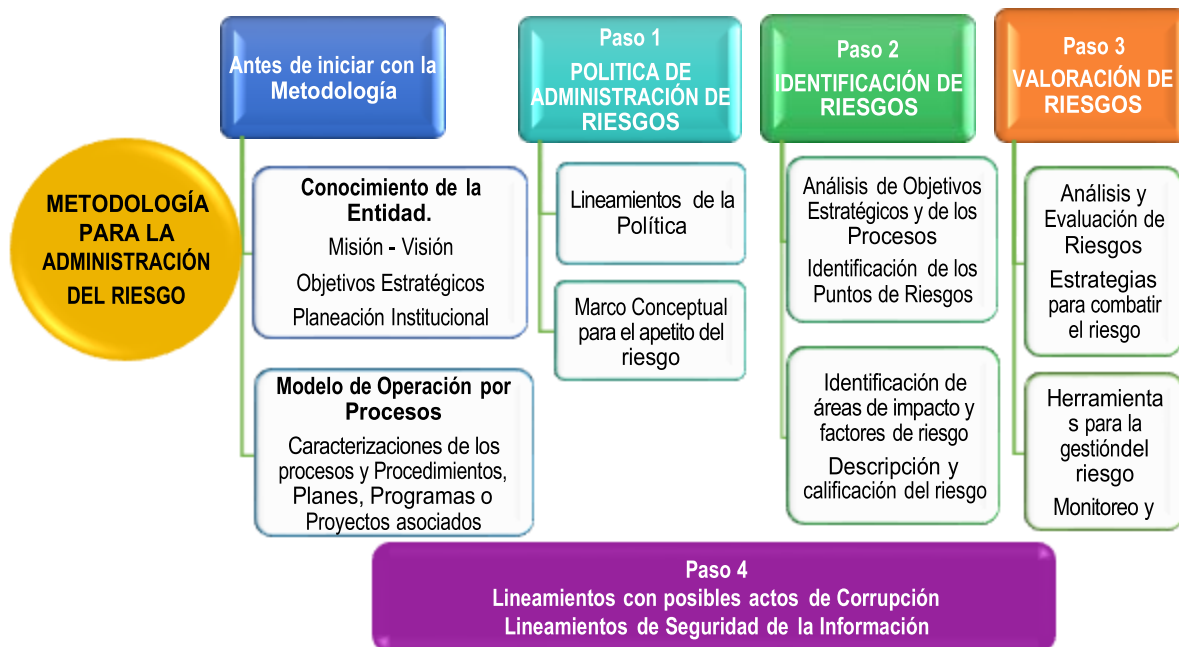 METODOLOGÍA
PARA LA
ADMINISTRACIÓN
DEL RIESGO
Antes de iniciar con la
Metodología
Conocimiento de la
Entidad.
Misión - Visión
Objetivos Estratégicos
Planeación Institucional
Modelo de Operación por
Procesos
Caracterizaciones de los
procesos y Procedimientos,
Planes, Programas o
Proyectos asociados
Paso 1
POLITICA DE
ADMINISTRACIÓN DE
RIESGOS
Lineamientos de la
Política
Marco Conceptual
para el apetito del
riesgo
Paso 2
IDENTIFICACIÓN DE
RIESGOS
Análisis de Objetivos
Estratégicos y de los
Procesos
Identificación de los
Puntos de Riesgos
Identificación de
áreas de impacto y
factores de riesgo
Descripción y
calificación del riesgo
Paso 3
VALORACIÓN DE
RIESGOS
Análisis y
Evaluación de
Riesgos
Estrategias
para combatir
el riesgo
Herramienta
s para la
gestióndel
riesgo
Monitoreo y
Paso 4
Lineamientos con posibles actos de Corrupción
Lineamientos de Seguridad de la Información